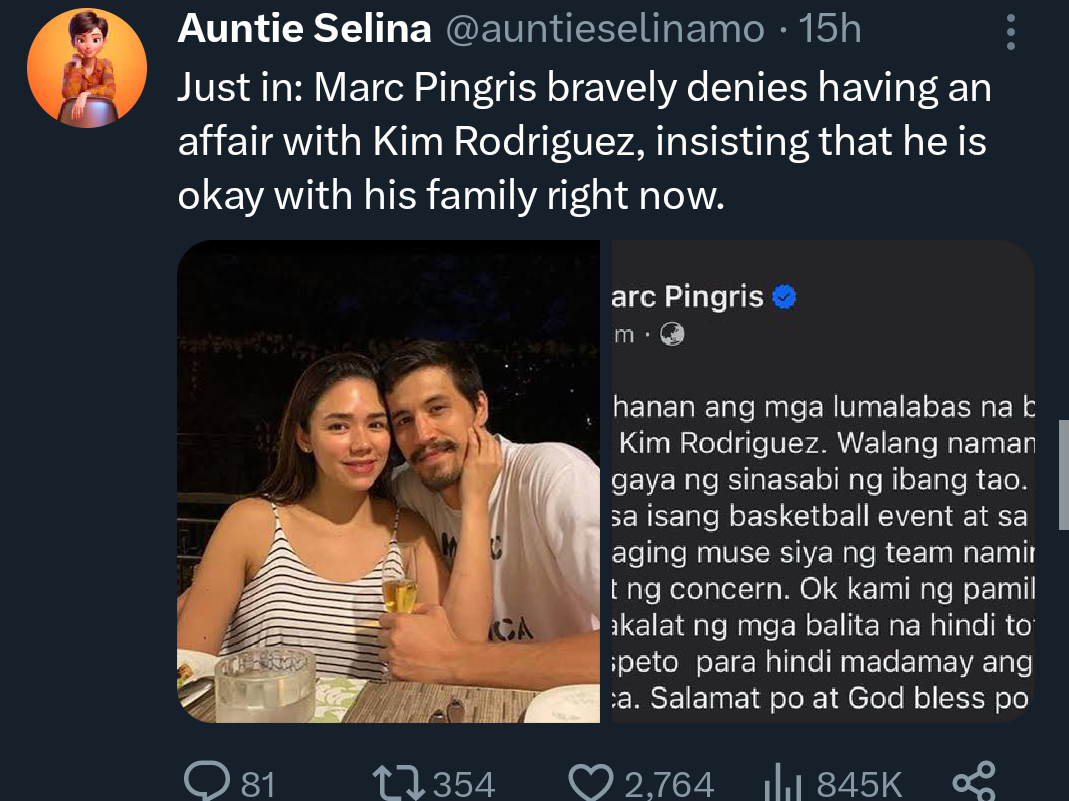 Auntie Selina @auntieselinamo · 15h
Just in: Marc Pingris bravely denies having an
affair with Kim Rodriguez, insisting that he is
okay with his family right now.
arc Pingris
m ·
hanan ang mga lumalabas na b
Kim Rodriguez. Walang naman
gaya ng sinasabi ng ibang tao.
sa isang basketball event at sa
aging muse siya ng team namin
t ng concern. Ok kami ng pamil
akalat ng mga balita na hindi to
speto para hindi madamay ang
ca. Salamat po at God bless po
CA
81 354 2,764 845K